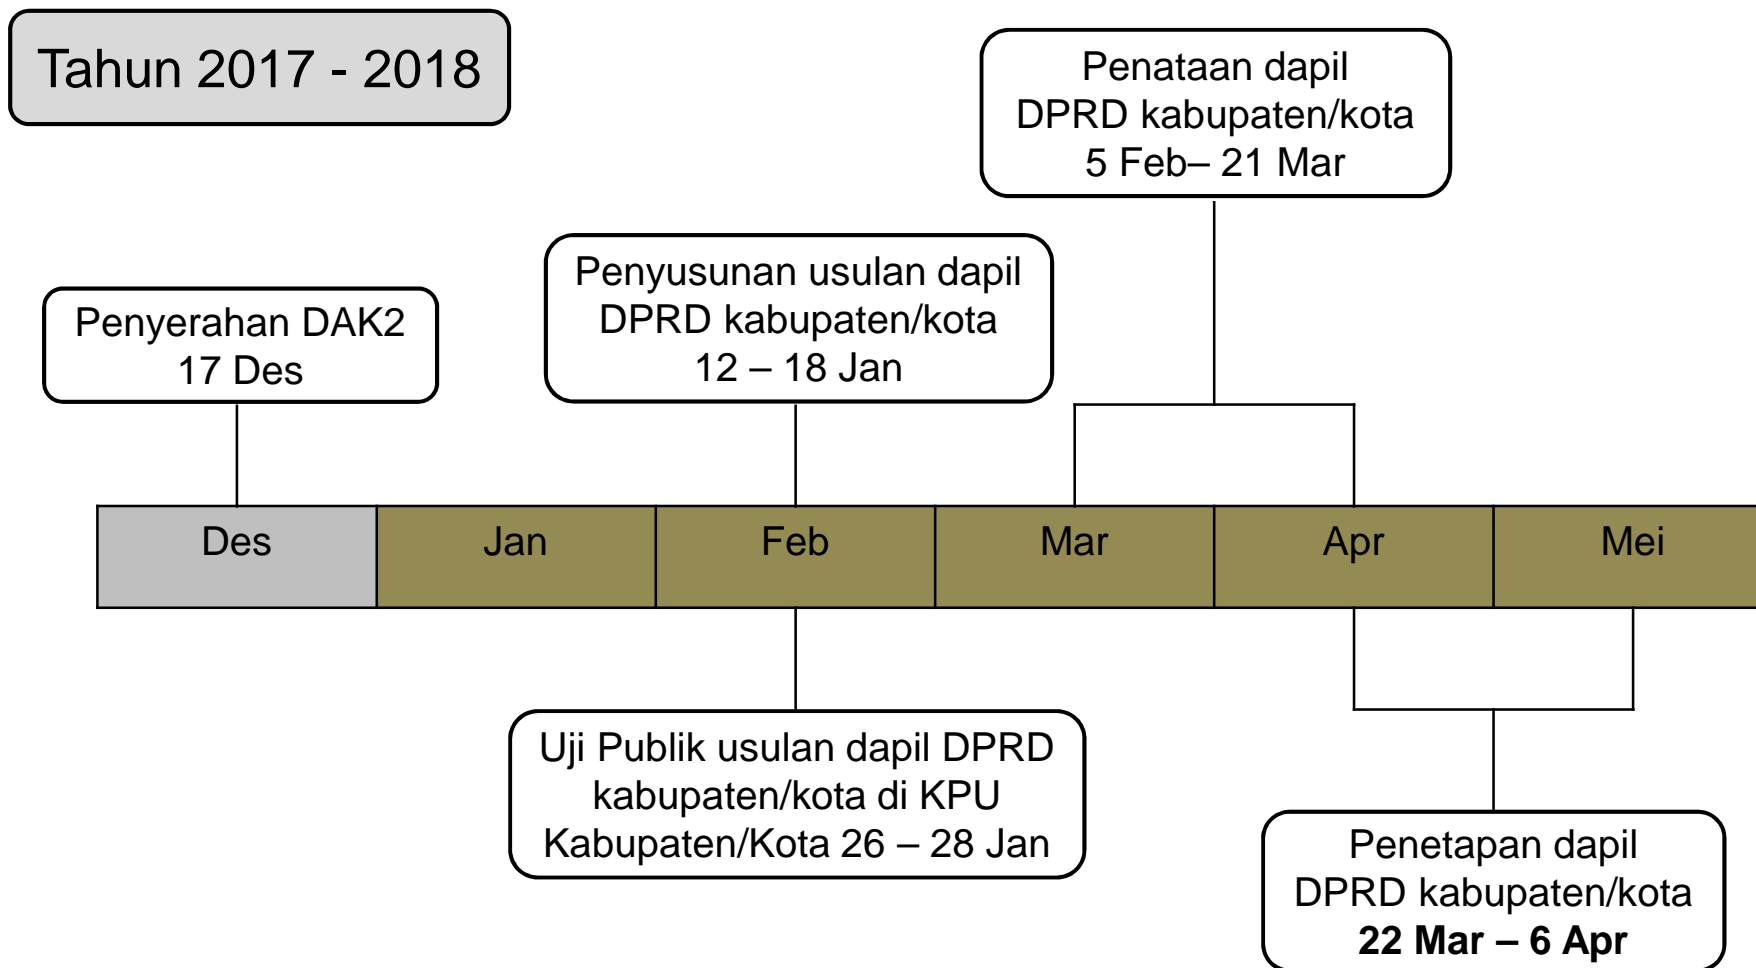 Tahun 2017 - 2018
Penataan dapil
DPRD kabupaten/kota
5 Feb– 21 Mar
Penyusunan usulan dapil
DPRD kabupaten/kota
12 – 18 Jan
Penyerahan DAK2
17 Des
Des
Jan
Feb
Mar
Apr
Mei
Uji Publik usulan dapil DPRD
kabupaten/kota di KPU
Kabupaten/Kota 26 – 28 Jan
Penetapan dapil
DPRD kabupaten/kota
22 Mar – 6 Apr